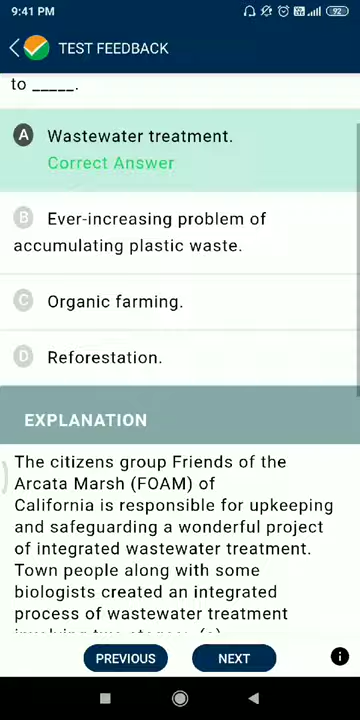 9:41 PM
92
TEST FEEDBACK
to _____.
A Wastewater treatment.
Correct Answer
B Ever-increasing problem of
accumulating plastic waste.
C Organic farming.
D Reforestation.
EXPLANATION
The citizens group Friends of the
Arcata Marsh (FOAM) of
California is responsible for upkeeping
and safeguarding a wonderful project
of integrated wastewater treatment.
Town people along with some
biologists created an integrated
process of wastewater treatment
PREVIOUS
NEXT